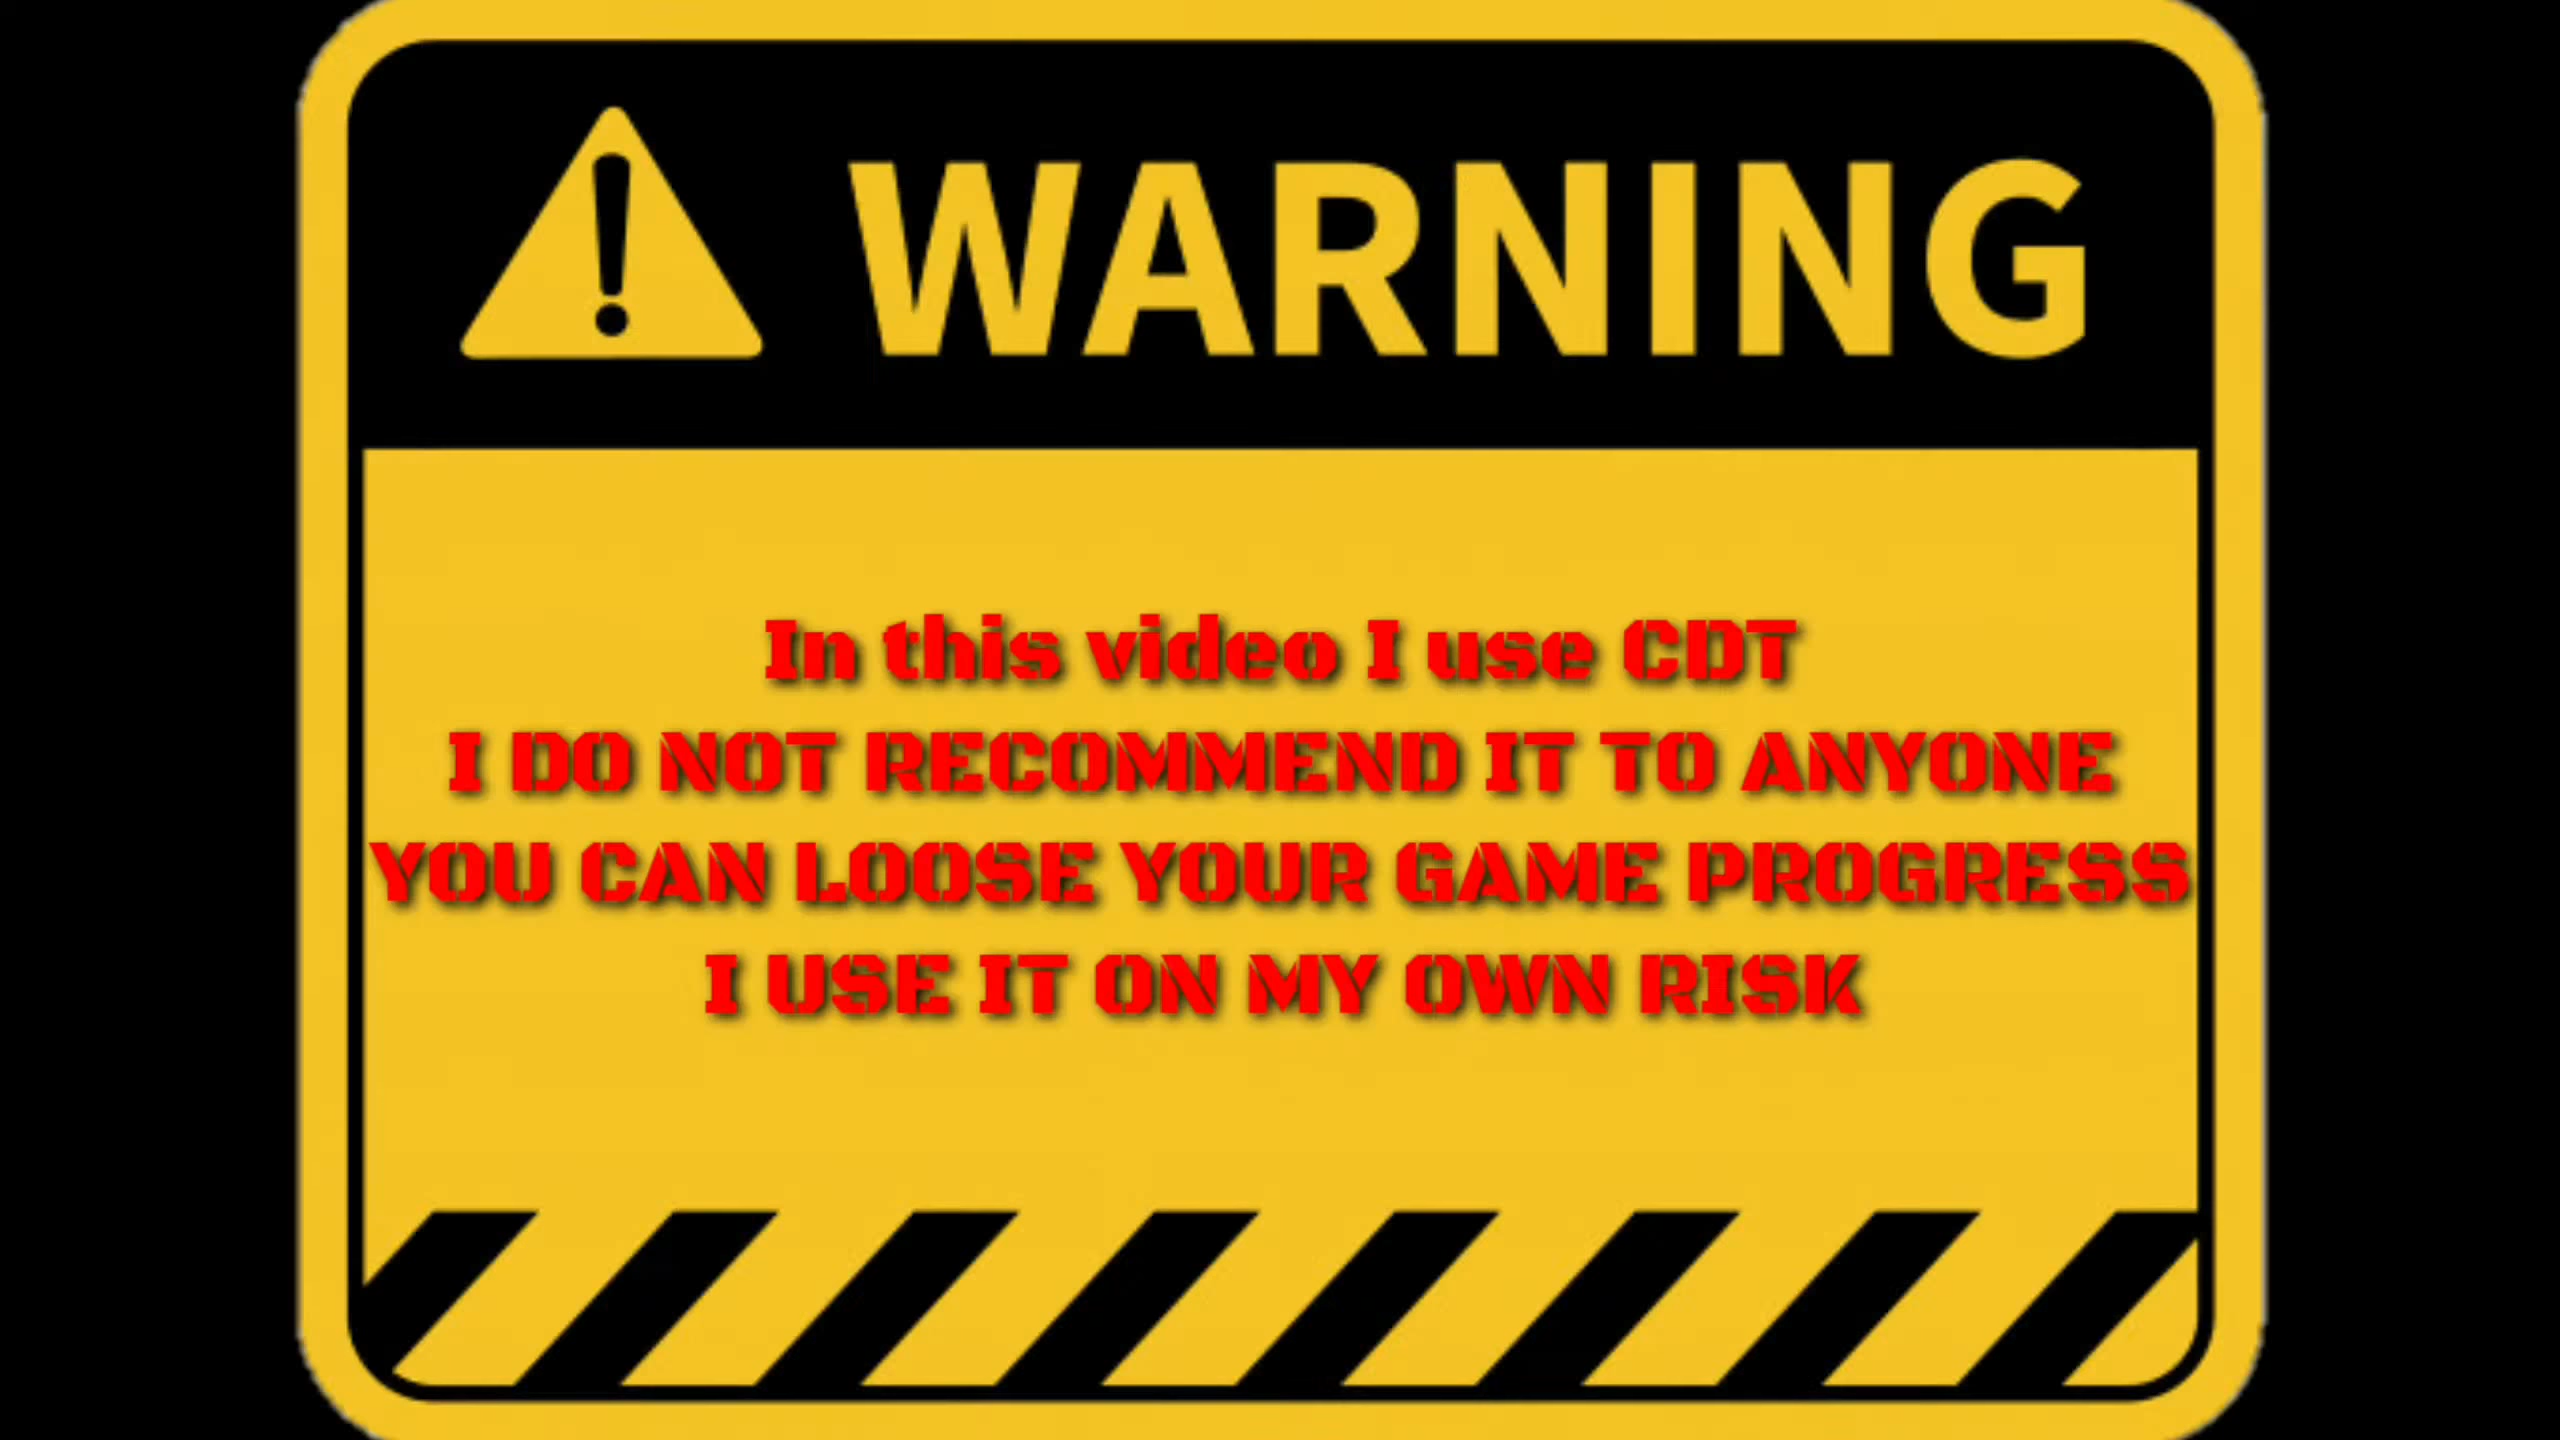 WARNING
In this video I use CDT
I DO NOT RECOMMEND IT TO ANYONE
YOU CAN LOOSE YOUR GAME PROGRESS
I USE IT ON MY OWN RISK